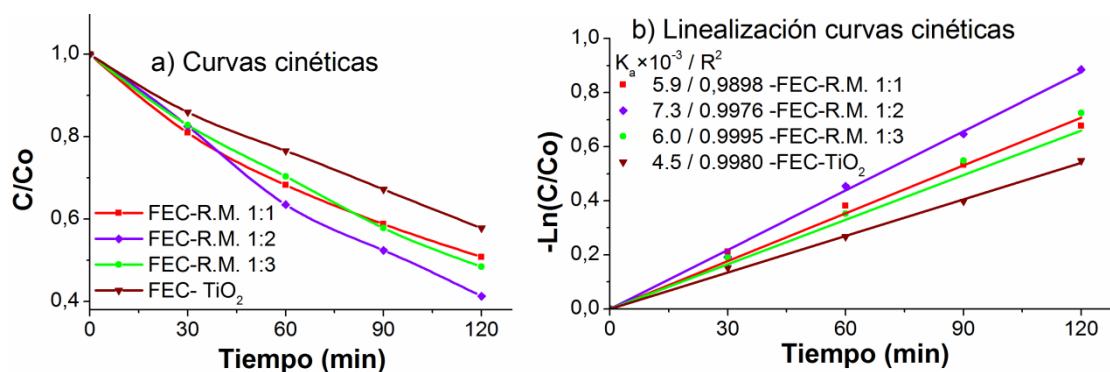 a) Curvas cinéticas
C/Co
1,0
0,8
0,6
0,4
FEC-R.M. 1:1
FEC-R.M. 1:2
FEC-R.M. 1:3
FEC- TiO₂
0 30 60 90 120
Tiempo (min)
b) Linealización curvas cinéticas
-Ln(C/Co)
1,0
0,8
0,6
0,4
0,2
0,0
Kₐ×10⁻³ / R²
5.9 / 0,9898 -FEC-R.M. 1:1
7.3 / 0.9976 -FEC-R.M. 1:2
6.0 / 0.9995 -FEC-R.M. 1:3
4.5 / 0.9980 -FEC-TiO₂
0 30 60 90 120
Tiempo (min)